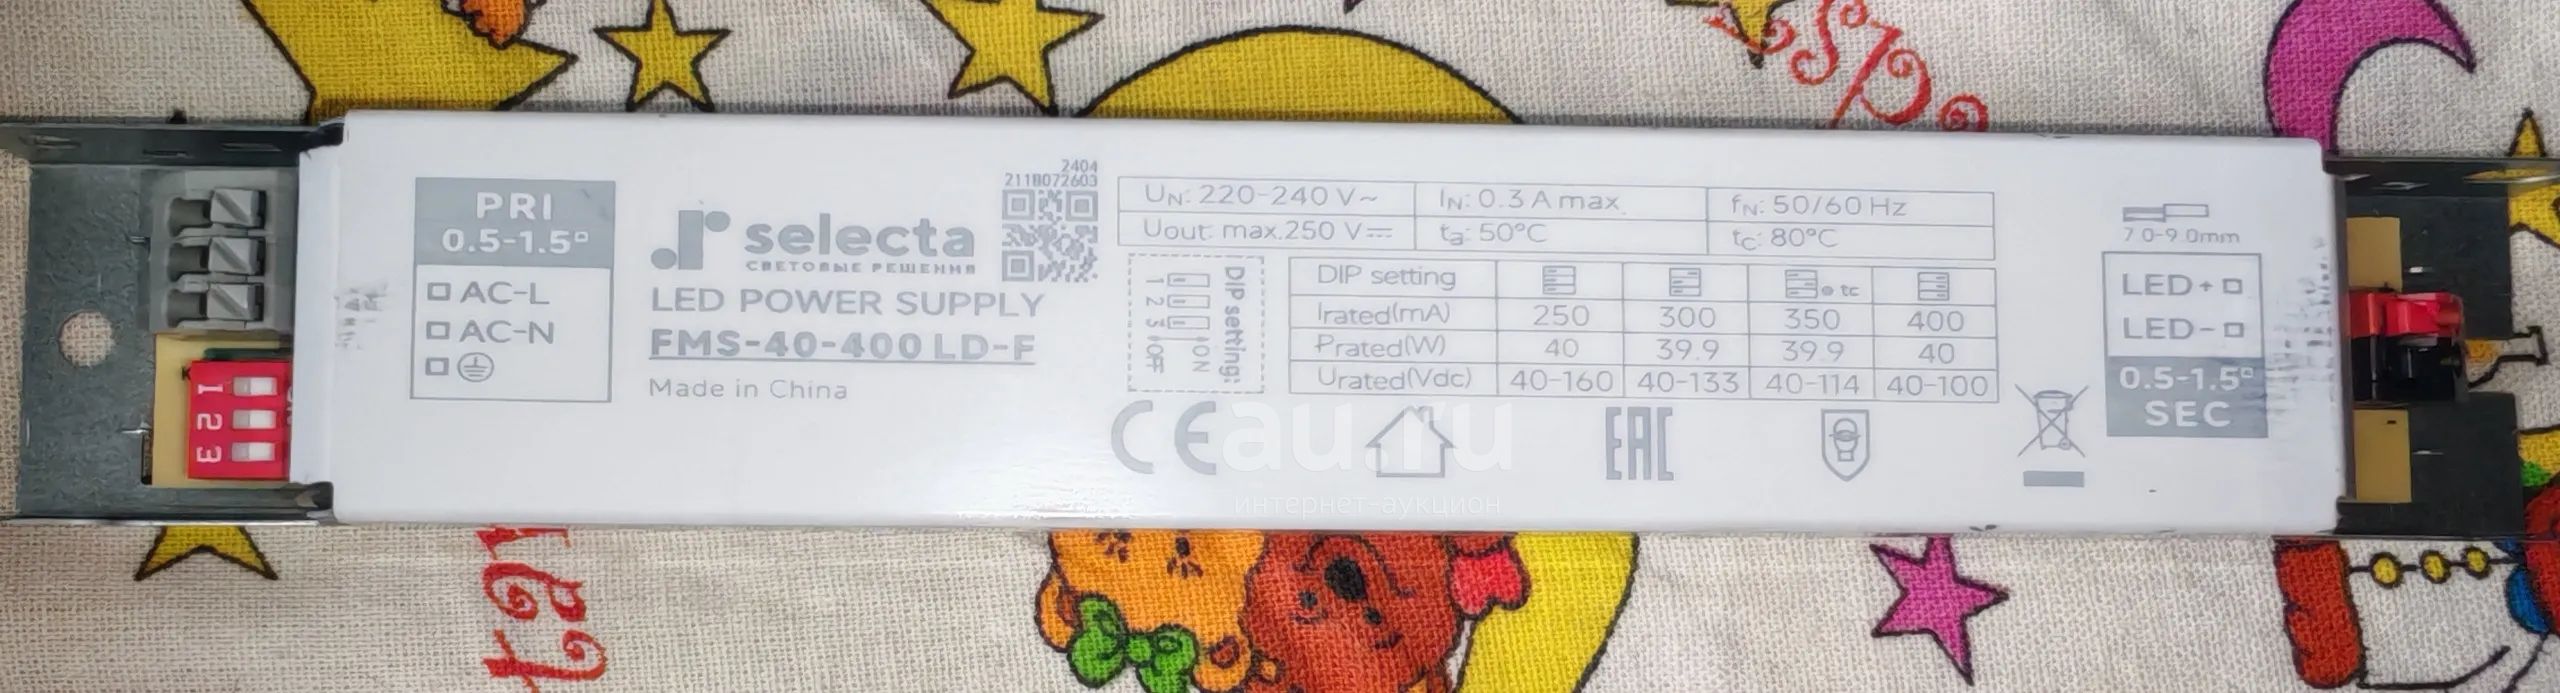 PRI
0.5-1.5
AC-L
AC-N
1
2
3
selecta
СВЕТОВЫЕ РЕШЕНИЯ
2404
2118072603
LED POWER SUPPLY
FMS-40-400 LD-F
Made in China
UN: 220-240 V~ IN: 0.3 A max. fN: 50/60 Hz
Uout: max.250 V ta: 50°C tc: 80°C
DIP setting:
1 2 3
OFF ON
DIP setting tc
Irated(mA) 250 300 350 400
Prated(W) 40 39.9 39.9 40
Urated(Vdc) 40-160 40-133 40-114 40-100
CE
EAC
7.0-9.0mm
LED+
LED-
0.5-1.5
SEC
au.ru
интернет-аукцион